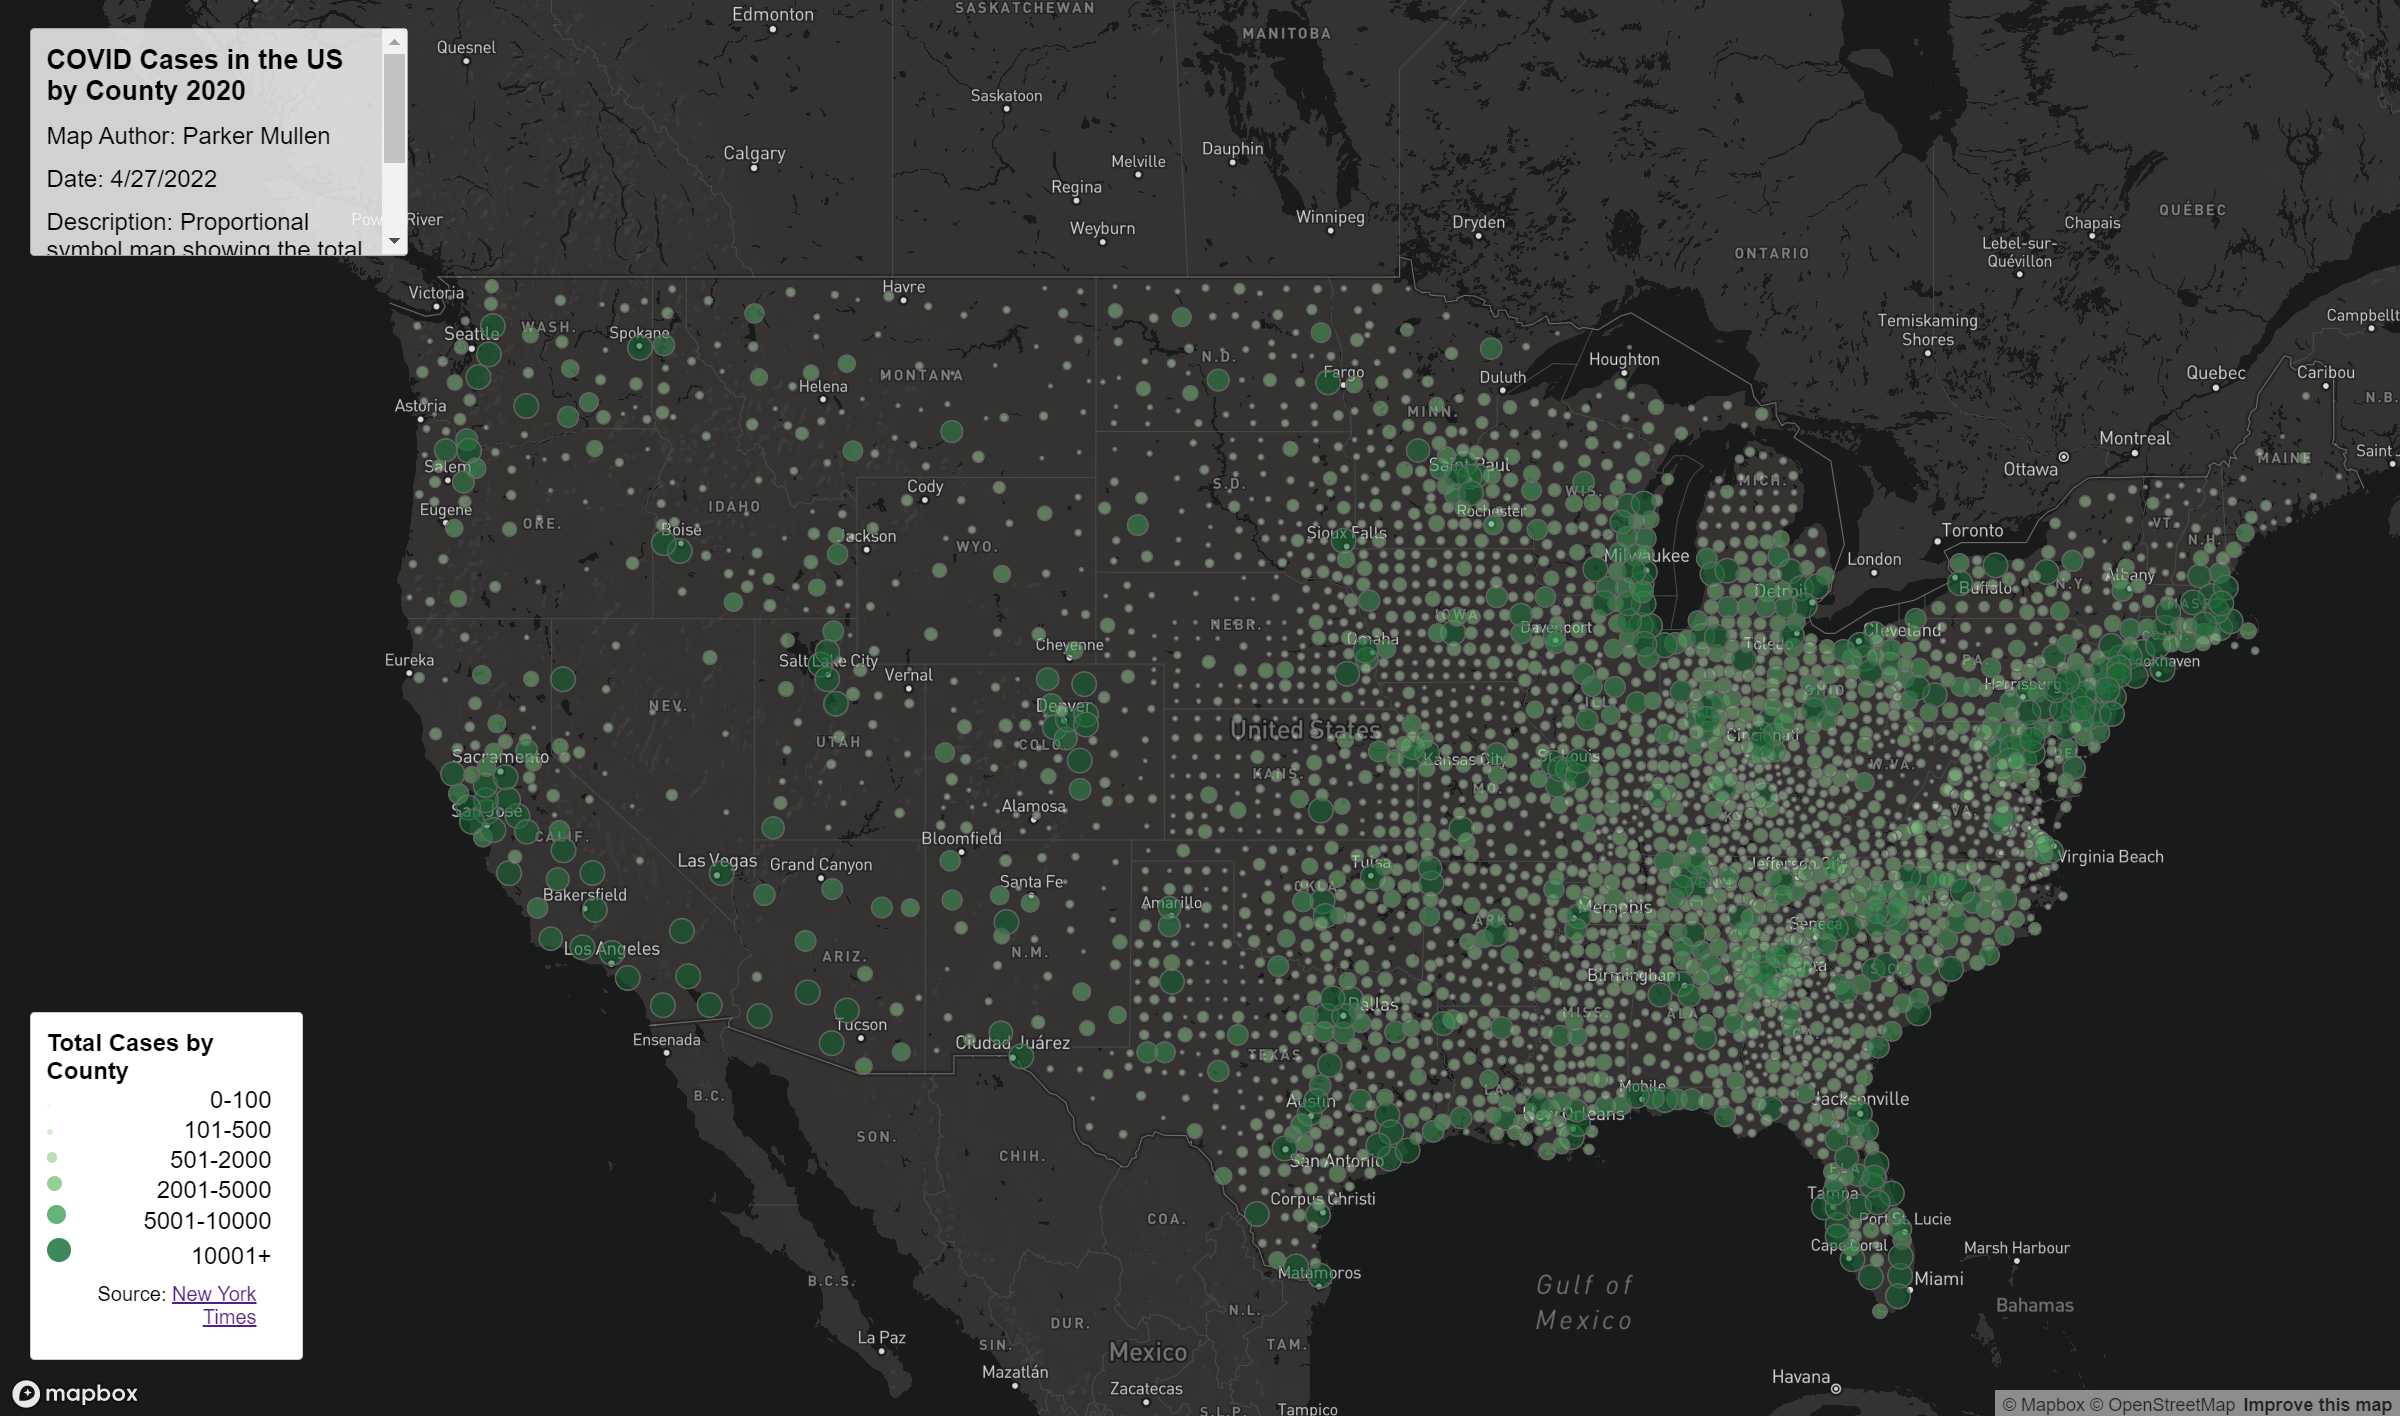 COVID Cases in the US
by County 2020
Map Author: Parker Mullen
Date: 4/27/2022
Description: Proportional
symbol map showing the total
SASKATCHEWAN
Edmonton
MANITOBA
Quesnel
Saskatoon
Calgary
Dauphin
Melville
Regina
QUÉBEC
Winnipeg
Dryden
Chapais
Weyburn
Lebel-sur-
Quévillon
ONTARIO
Victoria
Havre
Campbellt
Temiskaming
Shores
Seattle
WASH.
Spokane
N.D.
Houghton
Fargo
Duluth
Quebec
Caribou
MONTANA
Helena
N.B.
Astoria
MINN.
Montreal
Ottawa
MAINE
Saint
Salem
Saint Paul
S.D.
MICH.
WIS.
Cody
IDAHO
Eugene
Rochester
ORE.
VT.
Boise
Jackson
Sioux Falls
Toronto
N.H.
WYO.
Milwaukee
London
Albany
N.Y.
Buffalo
Detroit
MASS.
IOWA
NEBR.
Davenport
Cleveland
CONN.
Omaha
Toledo
Cheyenne
Eureka
Salt Lake City
PA.
Vernal
Harrisburg
OHIO
NEV.
Denver
ILL.
United States
Cincinnati
UTAH
COLO.
Sacramento
Kansas City
St. Louis
W.VA.
DEL.
KANS.
MO.
San Jose
Alamosa
VA.
KY.
CALIF.
Bloomfield
Las Vegas
Grand Canyon
Tulsa
Jefferson City
Virginia Beach
Santa Fe
OKLA.
TENN.
Bakersfield
Amarillo
Memphis
N.C.
ARK.
Seneca
Los Angeles
ARIZ.
N.M.
Birmingham
S.C.
Dallas
MISS.
ALA.
Tucson
GA.
Ensenada
Ciudad Juárez
TEXAS
Mobile
LA.
B.C.
Austin
Jacksonville
New Orleans
SON.
CHIH.
San Antonio
FLA.
Tampa
Corpus Christi
COA.
Port St. Lucie
Cape Coral
Marsh Harbour
Matamoros
B.C.S.
Miami
Gulf of
Mexico
N.L.
Bahamas
DUR.
La Paz
SIN.
Mexico
TAM.
Mazatlán
Havana
Zacatecas
S.L.P.
Tampico
Total Cases by
County
0-100
101-500
501-2000
2001-5000
5001-10000
10001+
Source: New York
Times
mapbox
© Mapbox © OpenStreetMap Improve this map